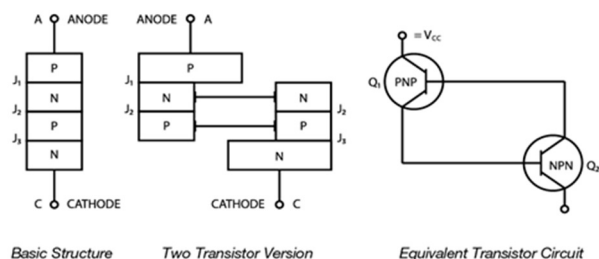 A ANODE
P
J1
N
J2
P
J3
N
C CATHODE
Basic Structure
ANODE A
P
J1
N N
J2 J2
P P
J3
N
CATHODE C
Two Transistor Version
= VCC
Q1 PNP
NPN Q2
Equivalent Transistor Circuit